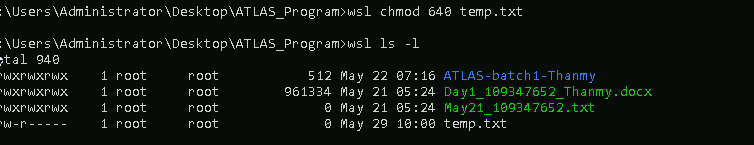 :\Users\Administrator\Desktop\ATLAS_Program>wsl chmod 640 temp.txt
:\Users\Administrator\Desktop\ATLAS_Program>wsl ls -l
tal 940
rwxrwxrwx 1 root root 512 May 22 07:16 ATLAS-batch1-Thanmy
rwxrwxrwx 1 root root 961334 May 21 05:24 Day1_109347652_Thanmy.docx
rwxrwxrwx 1 root root 0 May 21 05:24 May21_109347652.txt
rw-r----- 1 root root 0 May 29 10:00 temp.txt